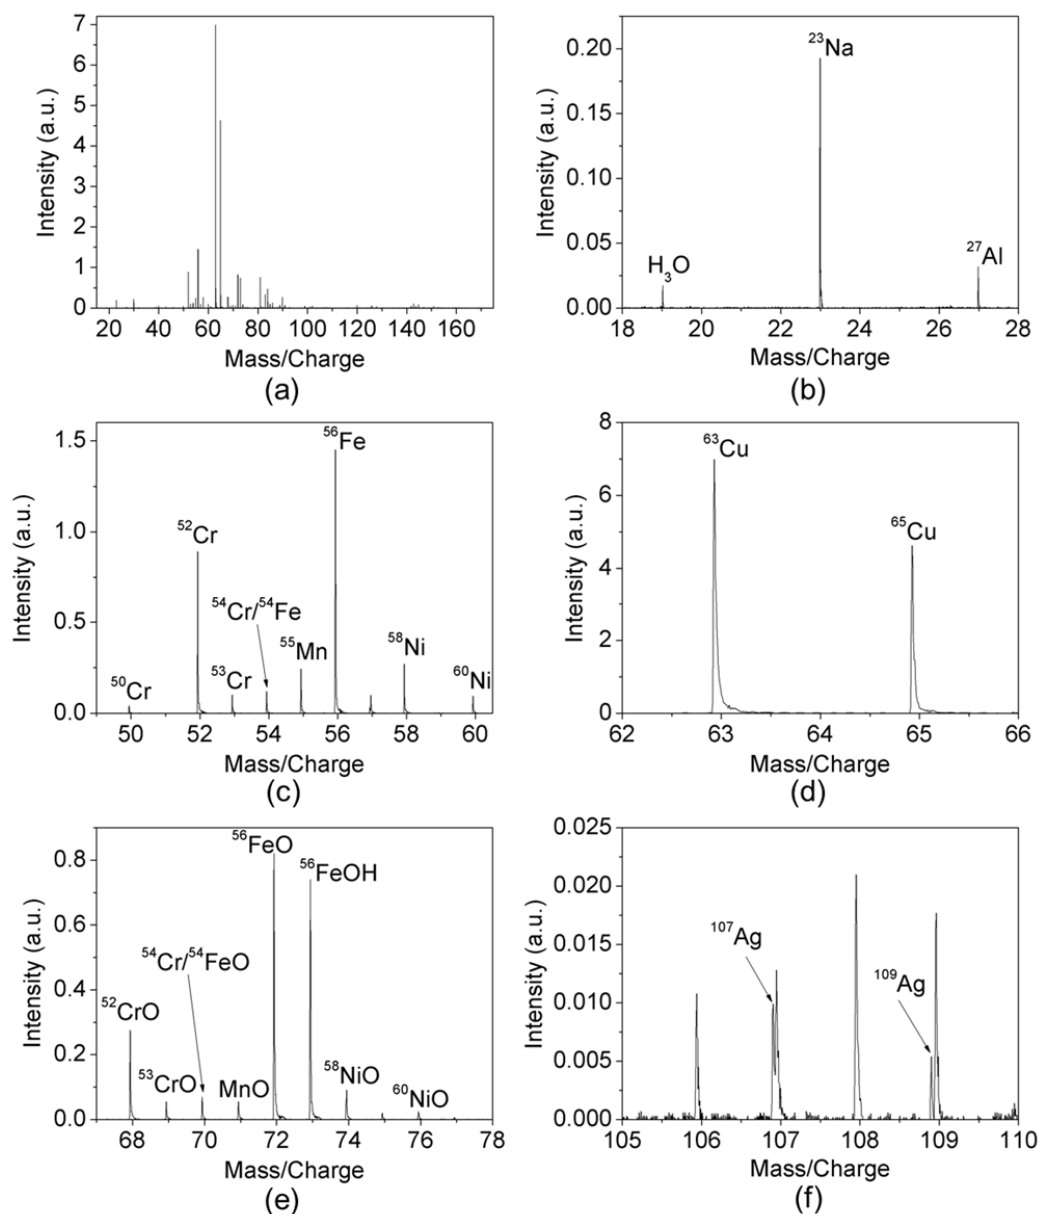 7
6
5
4
3
2
1
0
Intensity (a.u.)
20 40 60 80 100 120 140 160
Mass/Charge
(a)
0.20
0.15
0.10
0.05
0.00
Intensity (a.u.)
H₃O
²³Na
²⁷Al
18 20 22 24 26 28
Mass/Charge
(b)
1.5
1.0
0.5
0.0
Intensity (a.u.)
⁵⁰Cr
⁵²Cr
⁵³Cr
⁵⁴Cr/⁵⁴Fe
⁵⁵Mn
⁵⁶Fe
⁵⁸Ni
⁶⁰Ni
50 52 54 56 58 60
Mass/Charge
(c)
8
6
4
2
0
Intensity (a.u.)
⁶³Cu
⁶⁵Cu
62 63 64 65 66
Mass/Charge
(d)
0.8
0.6
0.4
0.2
0.0
Intensity (a.u.)
⁵²CrO
⁵³CrO
⁵⁴Cr/⁵⁴FeO
MnO
⁵⁶FeO
⁵⁶FeOH
⁵⁸NiO
⁶⁰NiO
68 70 72 74 76 78
Mass/Charge
(e)
0.025
0.020
0.015
0.010
0.005
0.000
Intensity (a.u.)
¹⁰⁷Ag
¹⁰⁹Ag
105 106 107 108 109 110
Mass/Charge
(f)